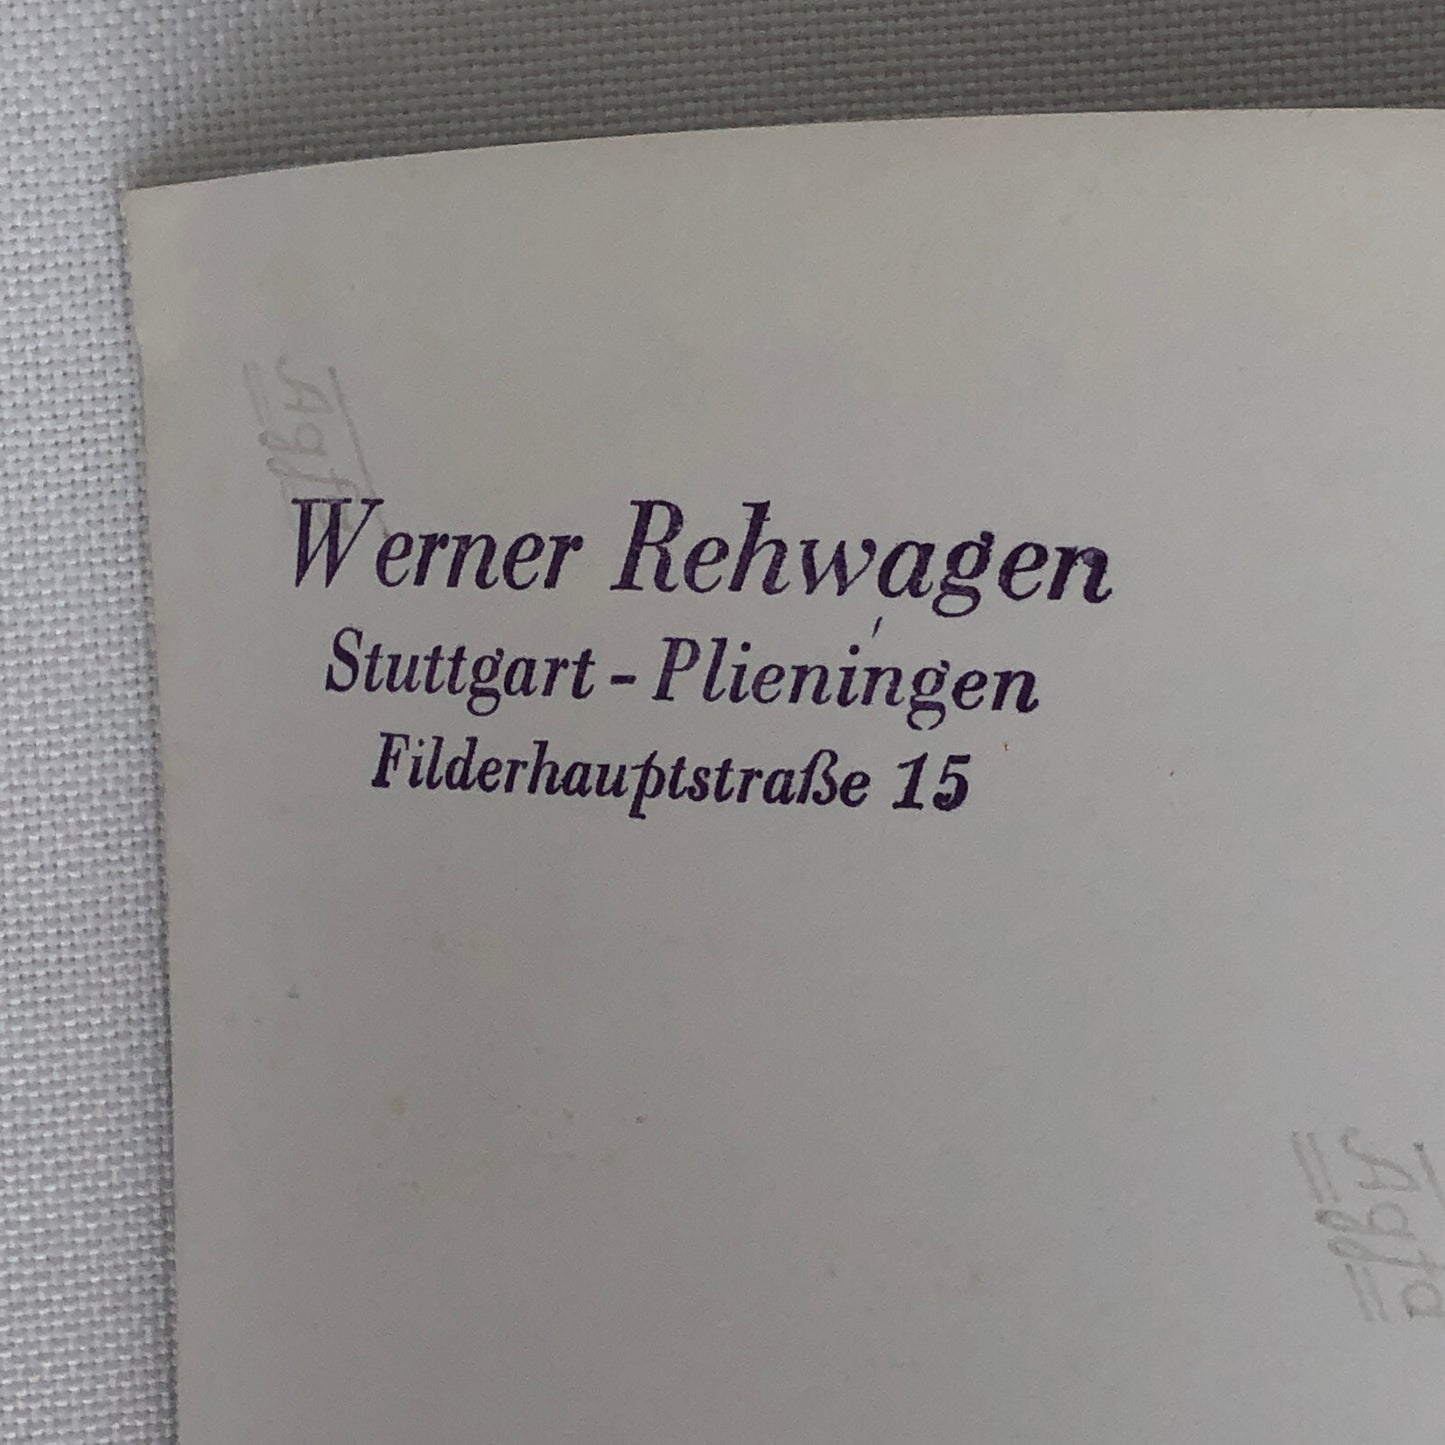 Werner Rehwagen
Stuttgart - Plieningen
Filderhauptstraße 15
Agfa
Agfa